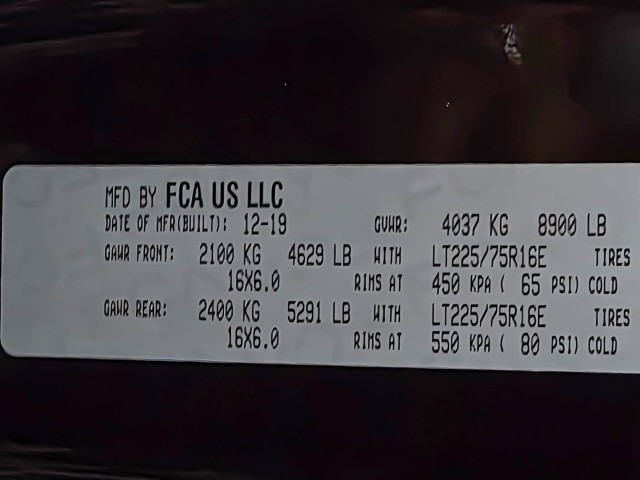 MFD BY FCA US LLC
DATE OF MFR(BUILT): 12-19 GVWR: 4037 KG 8900 LB
GAWR FRONT: 2100 KG 4629 LB WITH LT225/75R16E TIRES
16X6.0 RIMS AT 450 KPA ( 65 PSI) COLD
GAWR REAR: 2400 KG 5291 LB WITH LT225/75R16E TIRES
16X6.0 RIMS AT 550 KPA ( 80 PSI) COLD